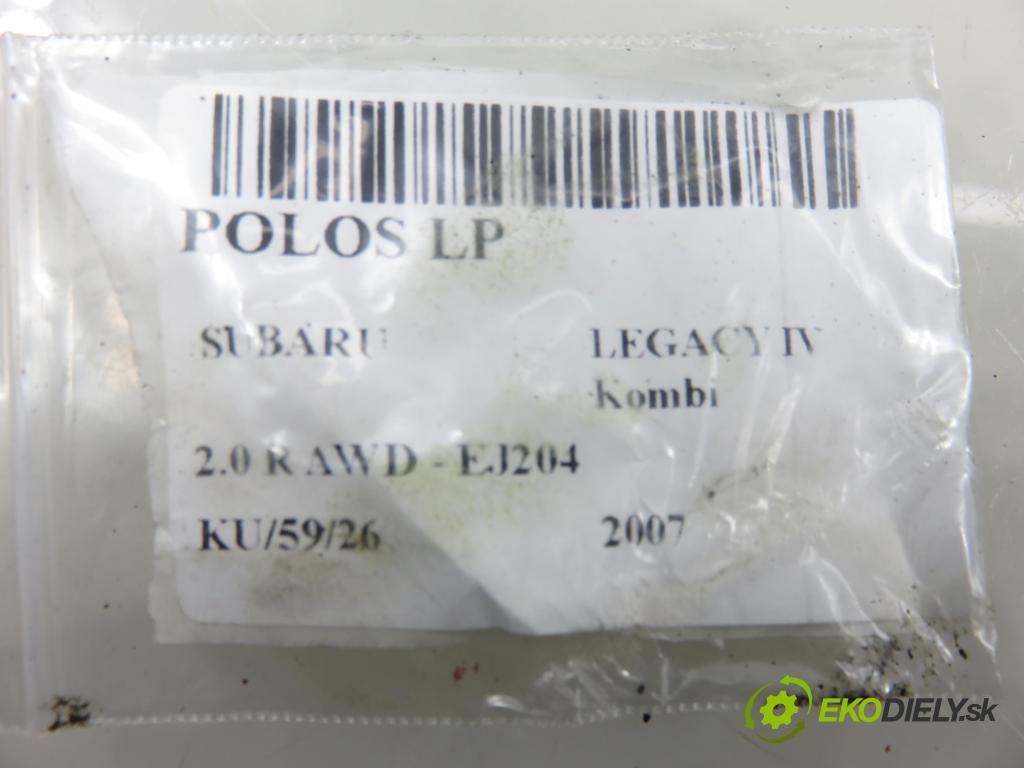 POLOS LP
SUBARU LEGACY IV
Kombi
2.0 R AWD - EJ204
KU/59/26 2007
EKODIELY.sk